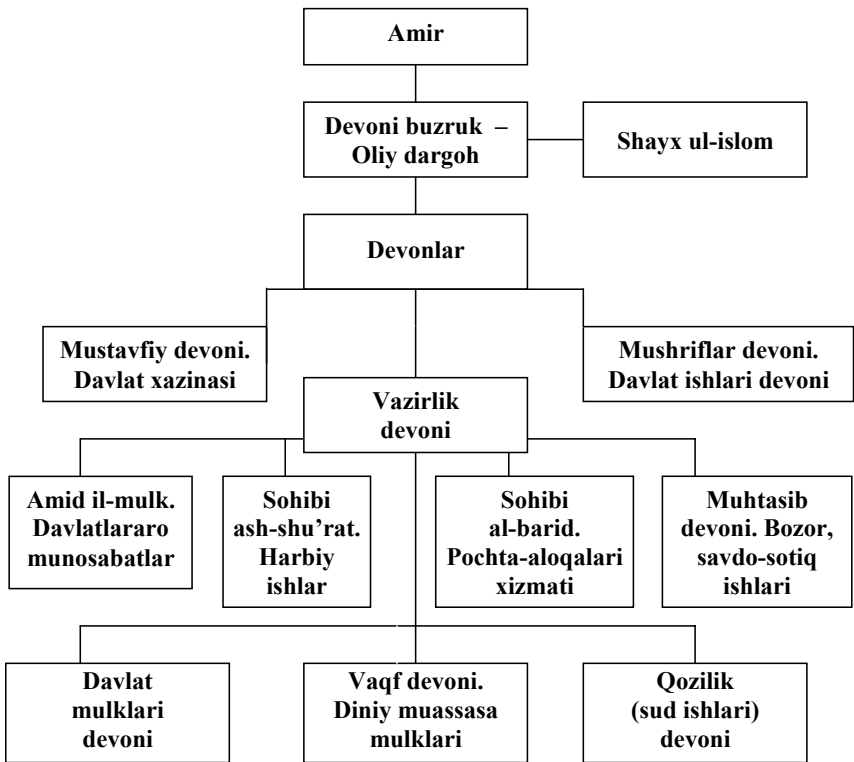 Amir
Devoni buzruk –
Oliy dargoh
Shayx ul-islom
Devonlar
Mustavfiy devoni.
Davlat xazinasi
Mushriflar devoni.
Davlat ishlari devoni
Vazirlik
devoni
Amid il-mulk.
Davlatlararo
munosabatlar
Sohibi
ash-shu’rat.
Harbiy
ishlar
Sohibi
al-barid.
Pochta-aloqalari
xizmati
Muhtasib
devoni. Bozor,
savdo-sotiq
ishlari
Davlat
mulklari
devoni
Vaqf devoni.
Diniy muassasa
mulklari
Qozilik
(sud ishlari)
devoni